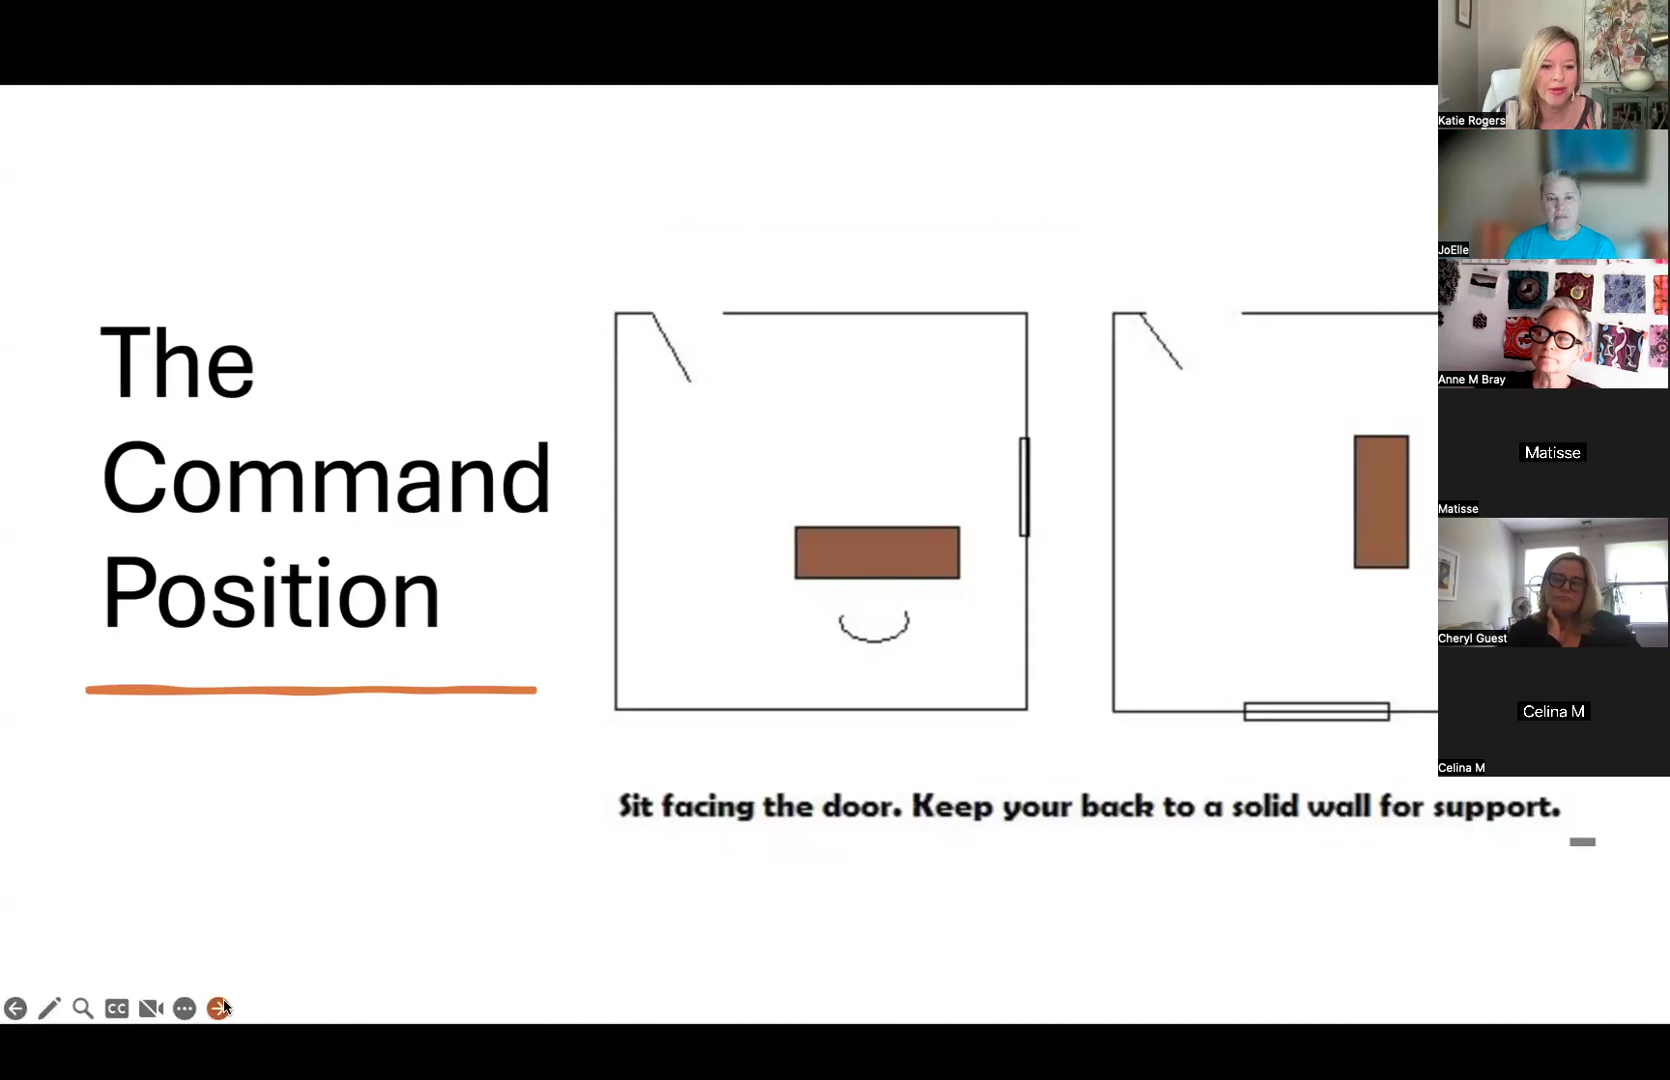 The
Command
Position
Sit facing the door. Keep your back to a solid wall for support.
CC
Katie Rogers
JoElle
Anne M Bray
Matisse
Matisse
Cheryl Guest
Celina M
Celina M